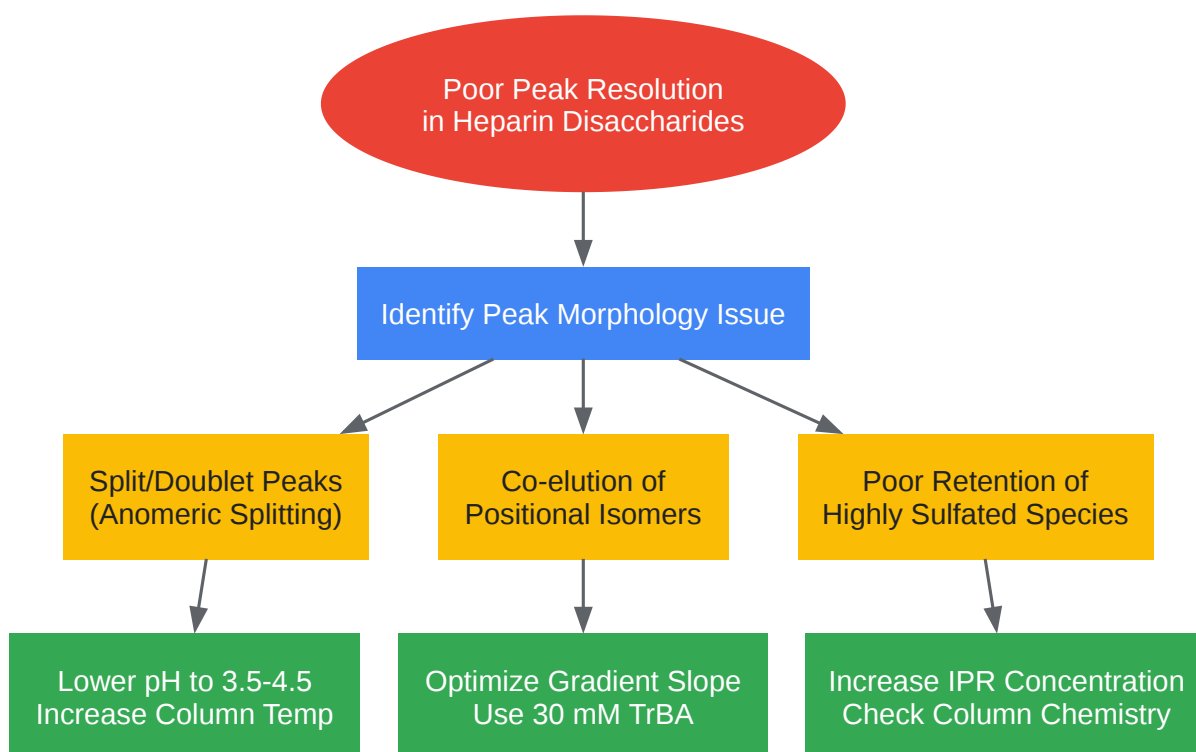 Poor Peak Resolution
in Heparin Disaccharides
Identify Peak Morphology Issue
Split/Doublet Peaks
(Anomeric Splitting)
Co-elution of
Positional Isomers
Poor Retention of
Highly Sulfated Species
Lower pH to 3.5-4.5
Increase Column Temp
Optimize Gradient Slope
Use 30 mM TrBA
Increase IPR Concentration
Check Column Chemistry